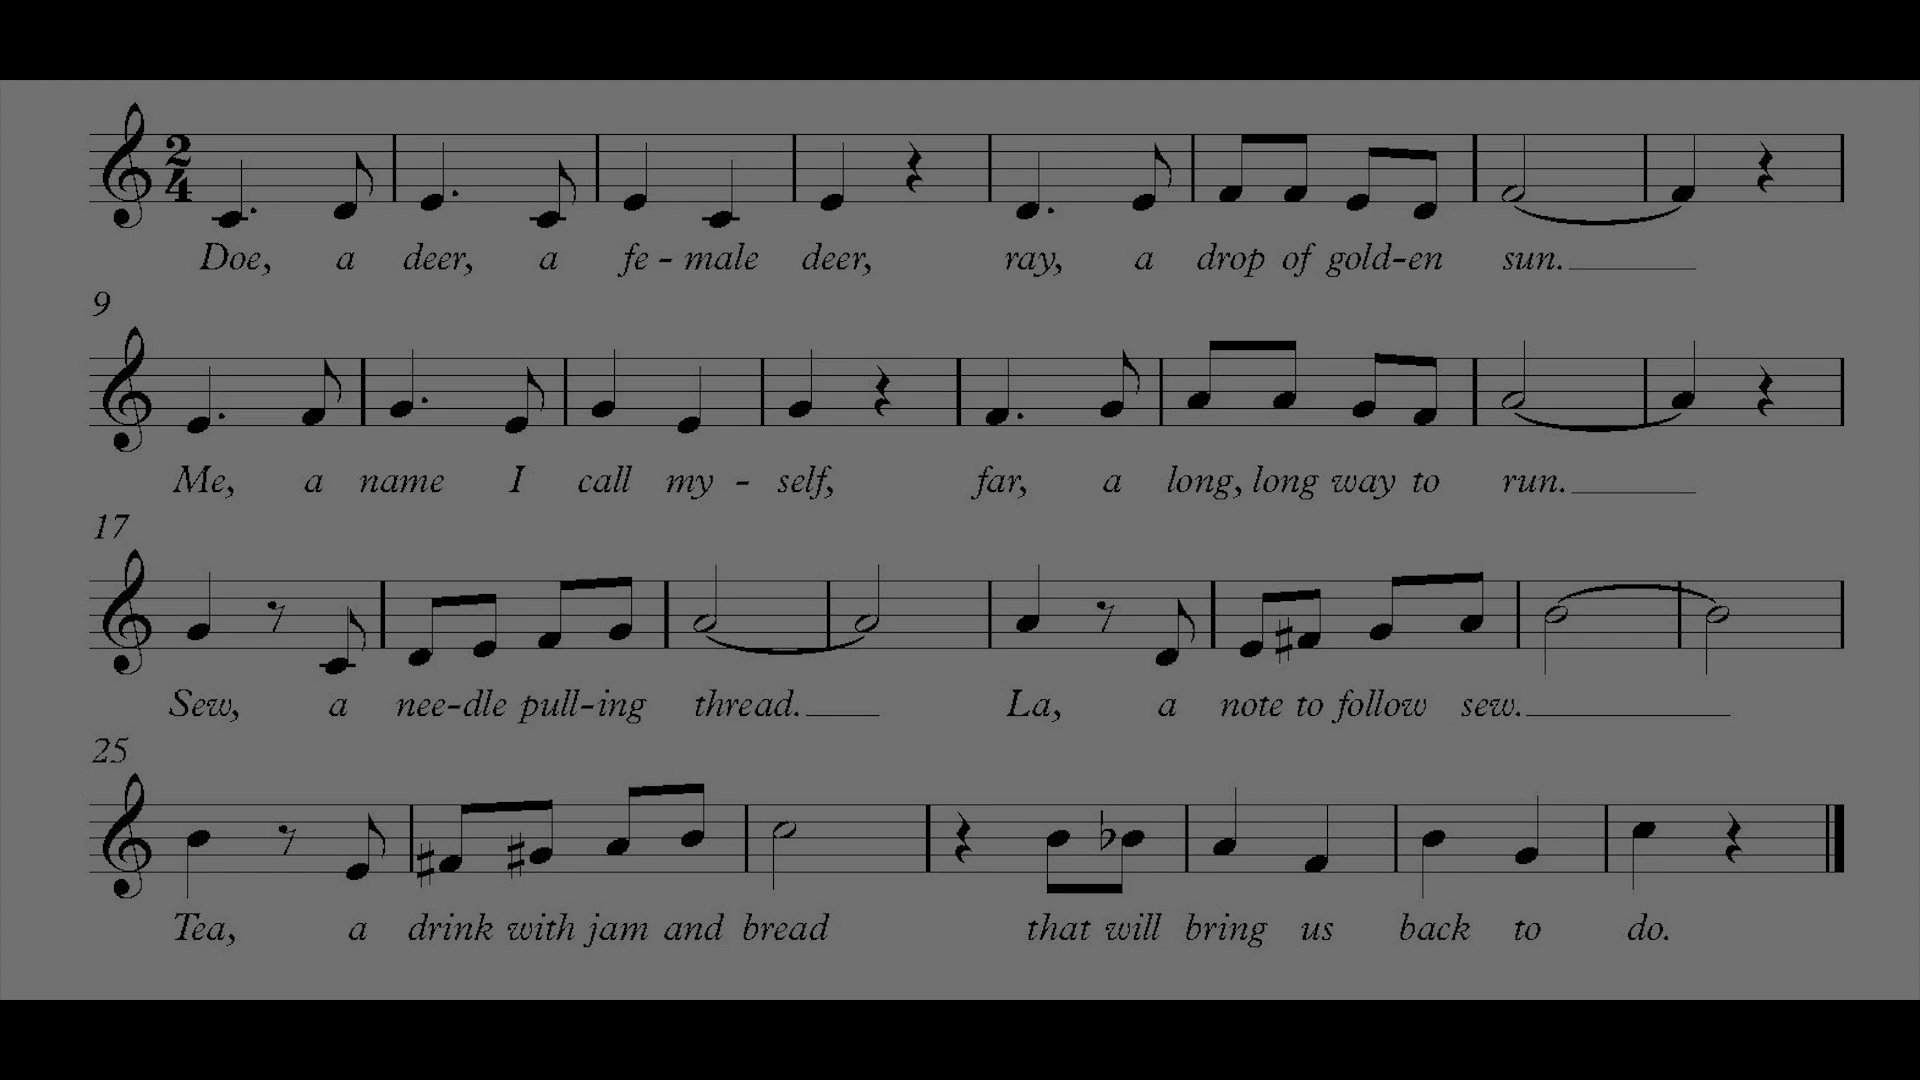 2
4
Doe, a deer, a fe - male deer, ray, a drop of gold-en sun.
9
Me, a name I call my - self, far, a long, long way to run.
17
Sew, a nee-dle pull-ing thread. La, a note to follow sew.
25
Tea, a drink with jam and bread that will bring us back to do.